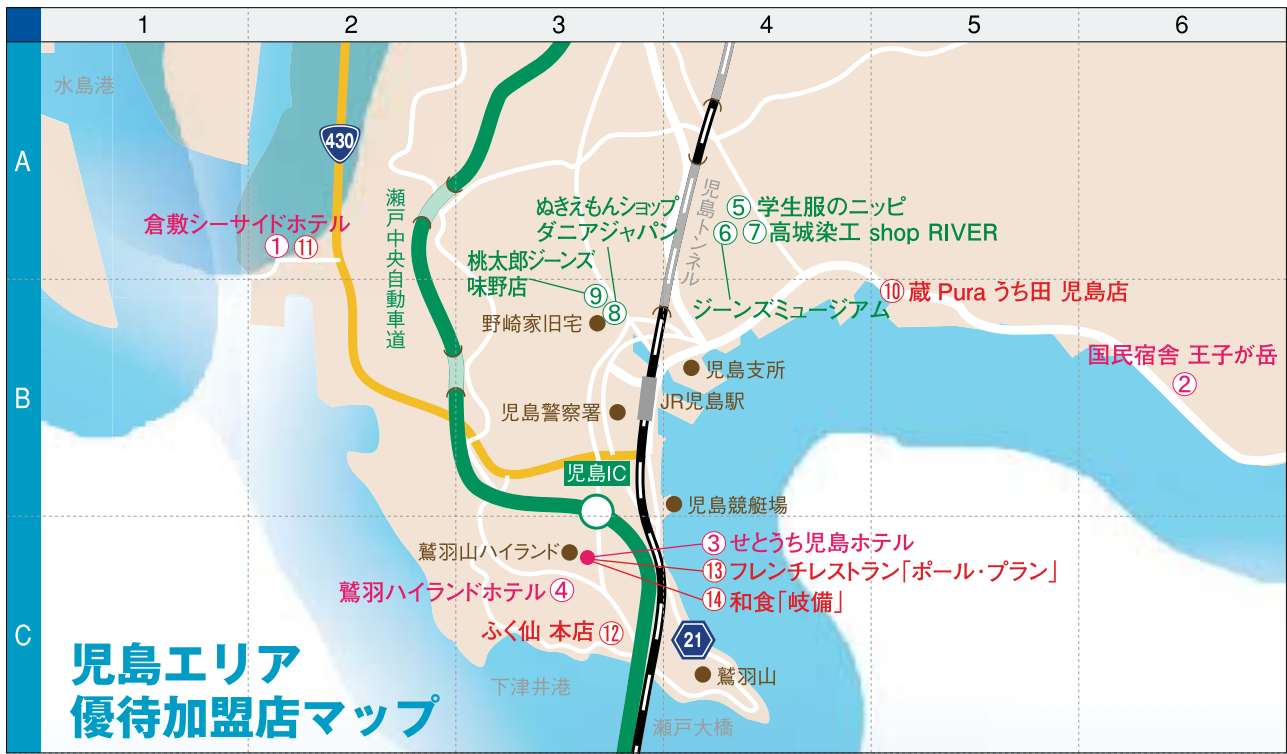 1 2 3 4 5 6
A
B
C
水島港
430
瀬戸中央自動車道
倉敷シーサイドホテル
① ⑪
ぬきえもんショップ
ダニアジャパン
桃太郎ジーンズ
味野店
⑨
⑧
野崎家旧宅
児島トンネル
⑤ 学生服のニッピ
⑥ ⑦ 高城染工 shop RIVER
ジーンズミュージアム
⑩ 蔵 Pura うち田 児島店
国民宿舎 王子が岳
②
児島支所
JR児島駅
児島警察署
児島IC
児島競艇場
鷲羽山ハイランド
③ せとうち児島ホテル
⑬ フレンチレストラン「ポール・ブラン」
⑭ 和食「岐備」
鷲羽ハイランドホテル ④
ふく仙 本店 ⑫
21
鷲羽山
下津井港
瀬戸大橋
児島エリア
優待加盟店マップ